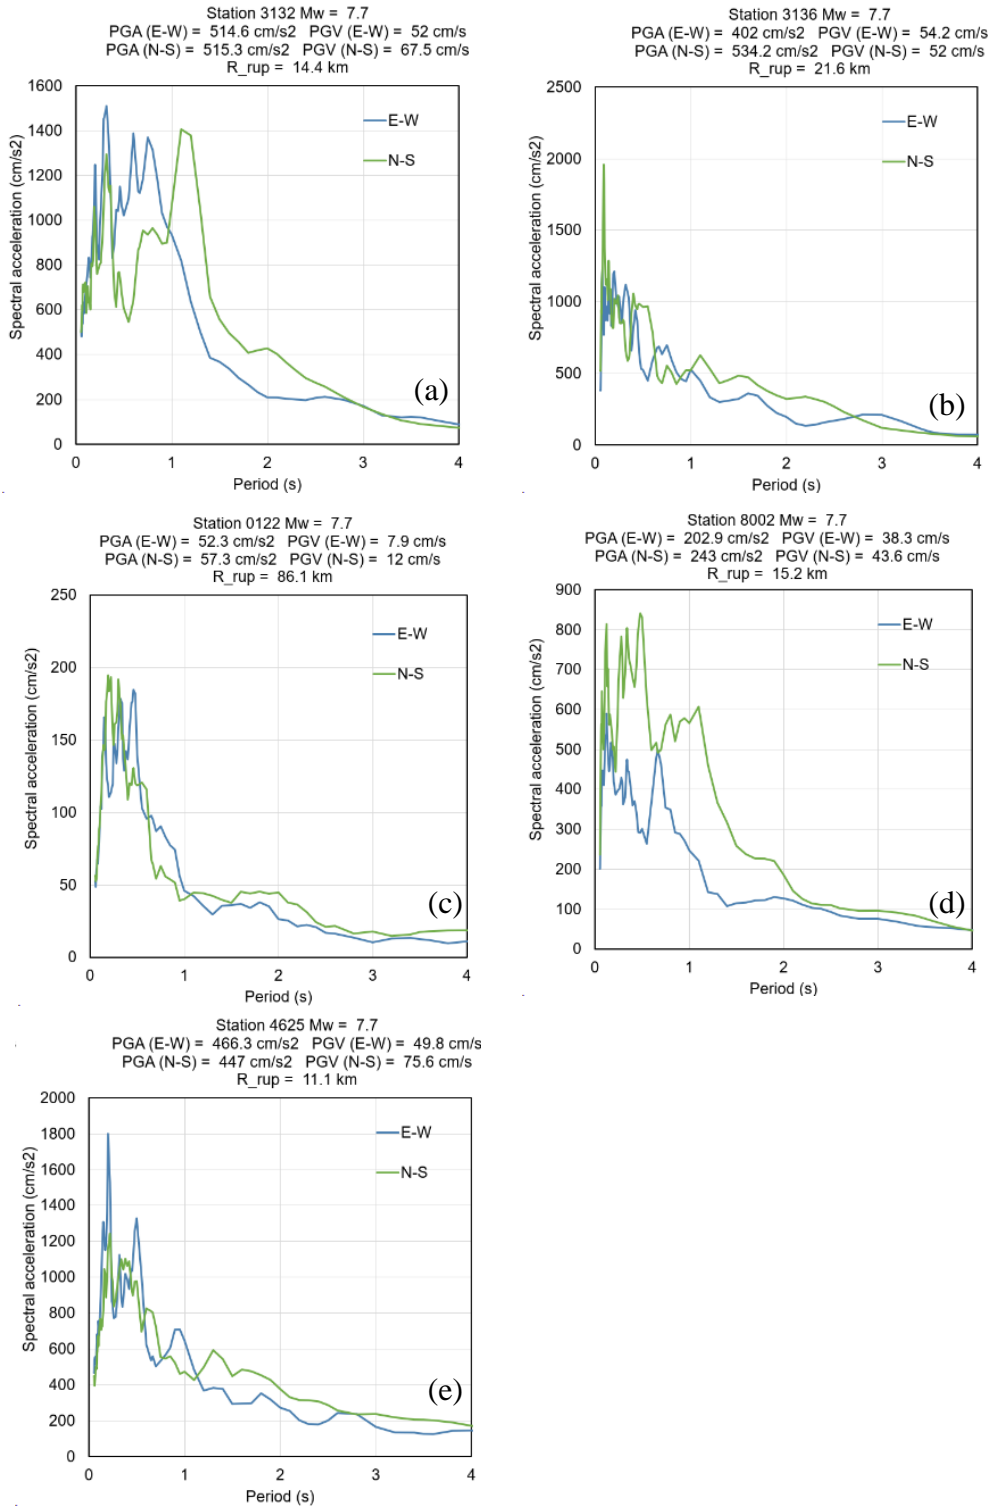 Station 3132 Mw = 7.7
PGA (E-W) = 514.6 cm/s2 PGV (E-W) = 52 cm/s
PGA (N-S) = 515.3 cm/s2 PGV (N-S) = 67.5 cm/s
R_rup = 14.4 km
1600
1400
1200
1000
800
600
400
200
0
Spectral acceleration (cm/s2)
E-W
N-S
(a)
0 1 2 3 4
Period (s)
Station 3136 Mw = 7.7
PGA (E-W) = 402 cm/s2 PGV (E-W) = 54.2 cm/s
PGA (N-S) = 534.2 cm/s2 PGV (N-S) = 52 cm/s
R_rup = 21.6 km
2500
2000
1500
1000
500
0
Spectral acceleration (cm/s2)
E-W
N-S
(b)
0 1 2 3 4
Period (s)
Station 0122 Mw = 7.7
PGA (E-W) = 52.3 cm/s2 PGV (E-W) = 7.9 cm/s
PGA (N-S) = 57.3 cm/s2 PGV (N-S) = 12 cm/s
R_rup = 86.1 km
250
200
150
100
50
0
Spectral acceleration (cm/s2)
E-W
N-S
(c)
0 1 2 3 4
Period (s)
Station 8002 Mw = 7.7
PGA (E-W) = 202.9 cm/s2 PGV (E-W) = 38.3 cm/s
PGA (N-S) = 243 cm/s2 PGV (N-S) = 43.6 cm/s
R_rup = 15.2 km
900
800
700
600
500
400
300
200
100
0
Spectral acceleration (cm/s2)
E-W
N-S
(d)
0 1 2 3 4
Period (s)
Station 4625 Mw = 7.7
PGA (E-W) = 466.3 cm/s2 PGV (E-W) = 49.8 cm/s
PGA (N-S) = 447 cm/s2 PGV (N-S) = 75.6 cm/s
R_rup = 11.1 km
2000
1800
1600
1400
1200
1000
800
600
400
200
0
Spectral acceleration (cm/s2)
E-W
N-S
(e)
0 1 2 3 4
Period (s)